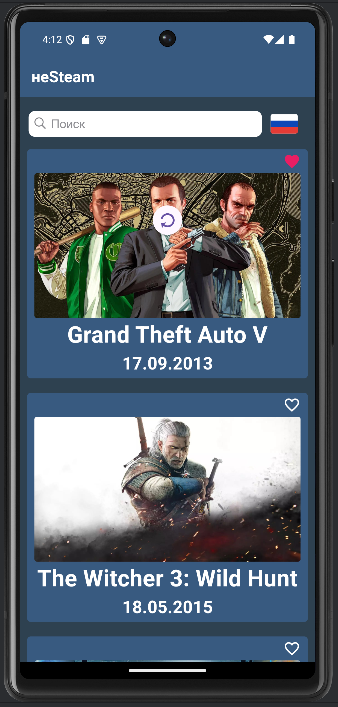 4:12
неSteam
Поиск
Grand Theft Auto V
17.09.2013
The Witcher 3: Wild Hunt
18.05.2015